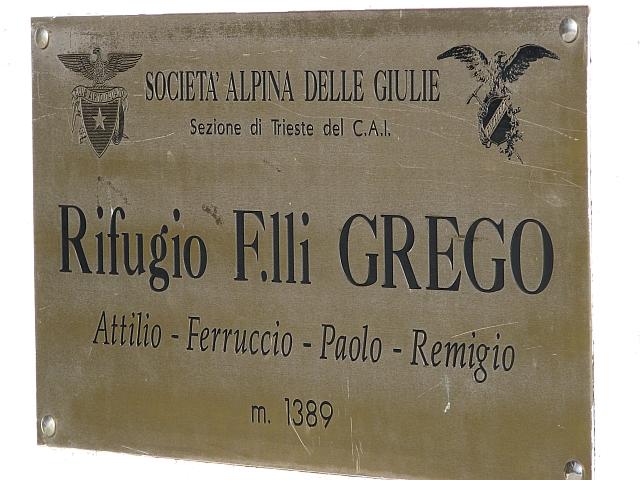 SOCIETA' ALPINA DELLE GIULIE
Sezione di Trieste del C.A.I.
Rifugio F.lli GREGO
Attilio - Ferruccio - Paolo - Remigio
m. 1389